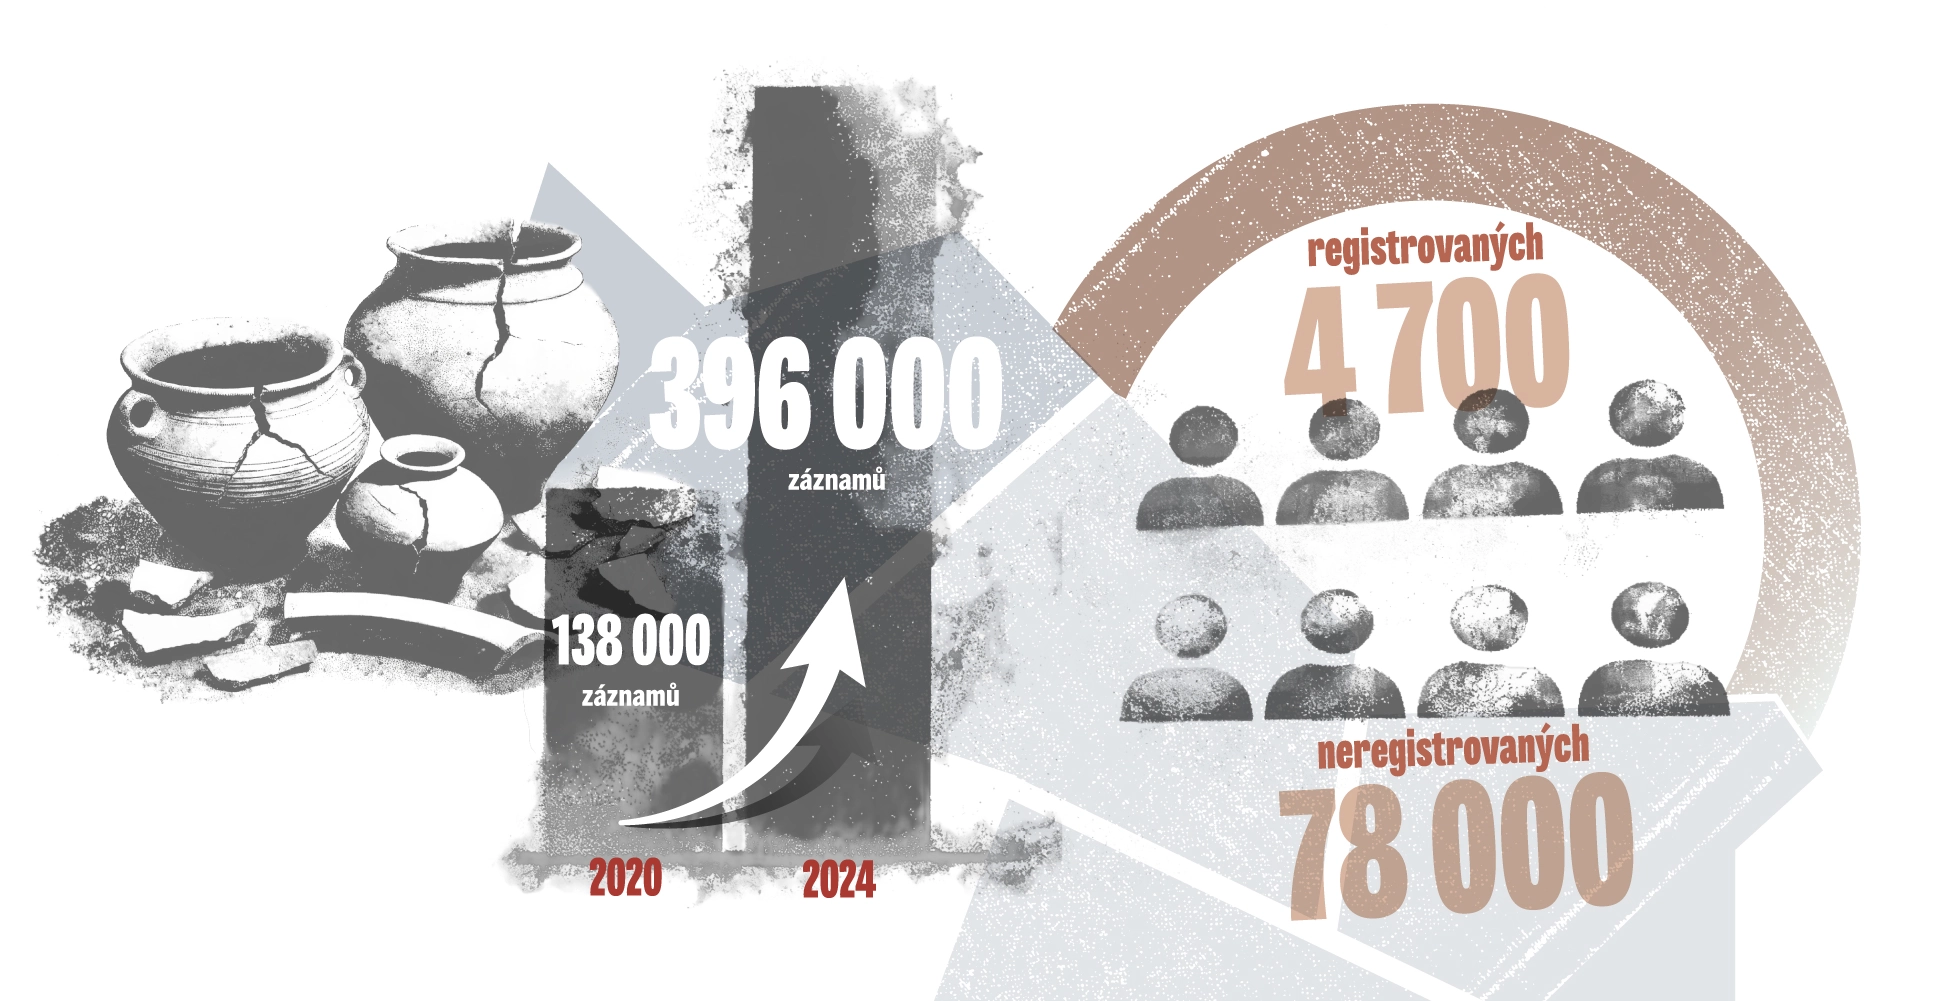 396 000
záznamů
138 000
záznamů
2020
2024
registrovaných
4 700
neregistrovaných
78 000